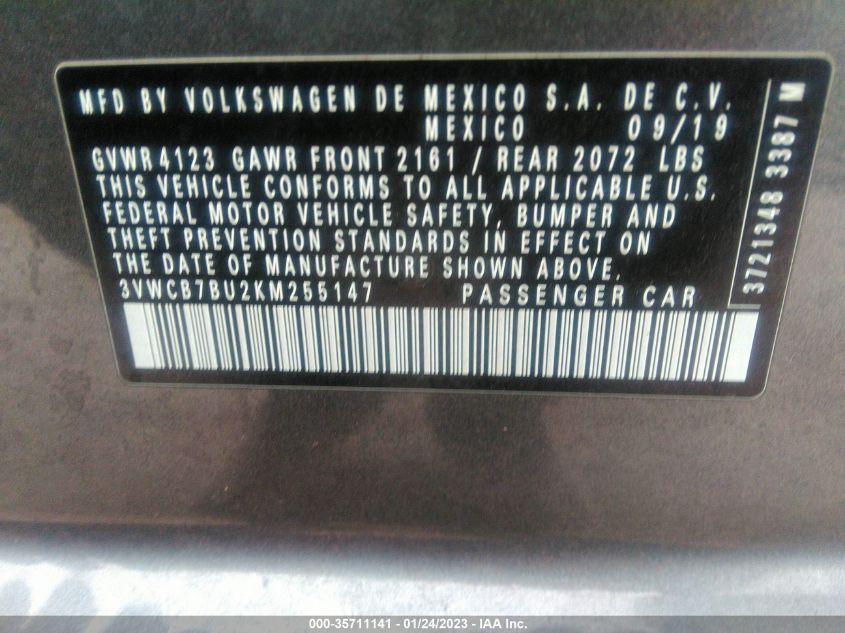 MFD BY VOLKSWAGEN DE MEXICO S.A. DE C.V.
MEXICO 09/19
GVWR 4123 GAWR FRONT 2161 / REAR 2072 LBS
THIS VEHICLE CONFORMS TO ALL APPLICABLE U.S.
FEDERAL MOTOR VEHICLE SAFETY, BUMPER AND
THEFT PREVENTION STANDARDS IN EFFECT ON
THE DATE OF MANUFACTURE SHOWN ABOVE.
3VWCB7BU2KM255147 PASSENGER CAR
3721348 3387 M
000-35711141 - 01/24/2023 - IAA Inc.